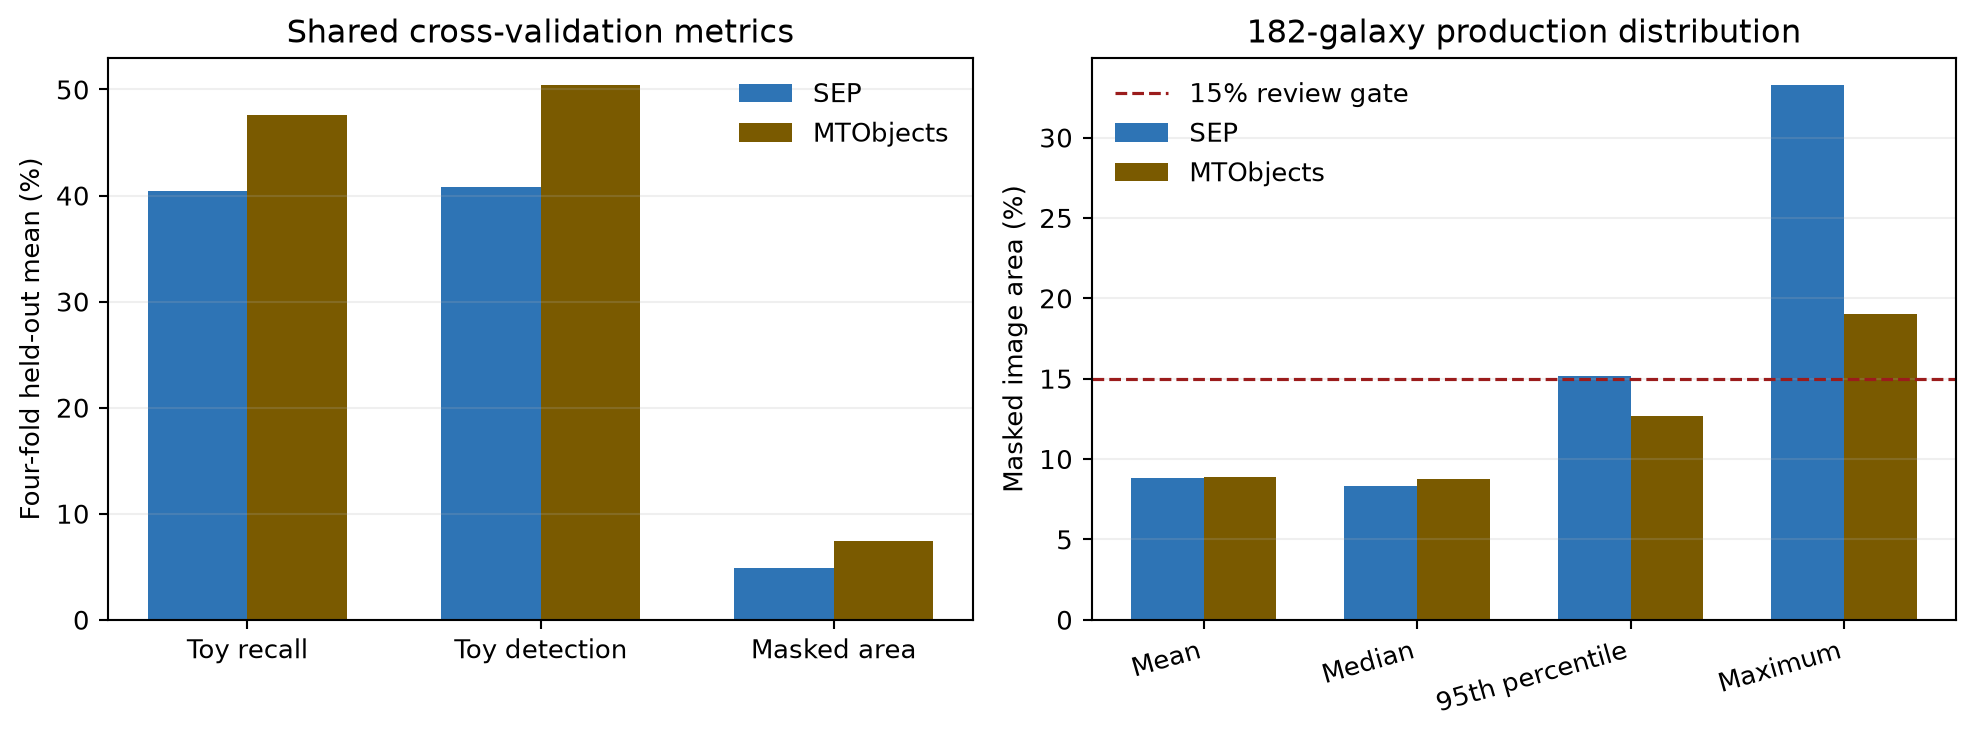 Shared cross-validation metrics
Four-fold held-out mean (%)
50
40
30
20
10
0
SEP
MTObjects
Toy recall
Toy detection
Masked area
182-galaxy production distribution
Masked image area (%)
30
25
20
15
10
5
0
15% review gate
SEP
MTObjects
Mean
Median
95th percentile
Maximum